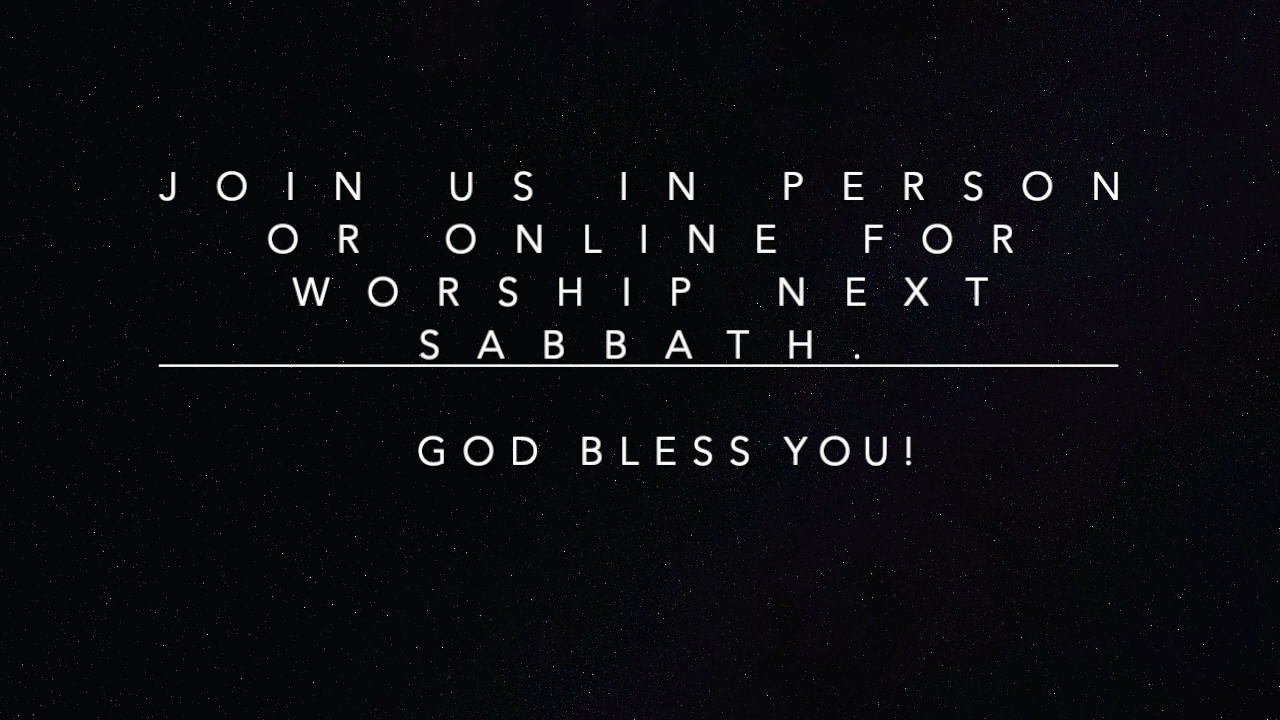 JOIN US IN PERSON
OR ONLINE FOR
WORSHIP NEXT
SABBATH.
GOD BLESS YOU!